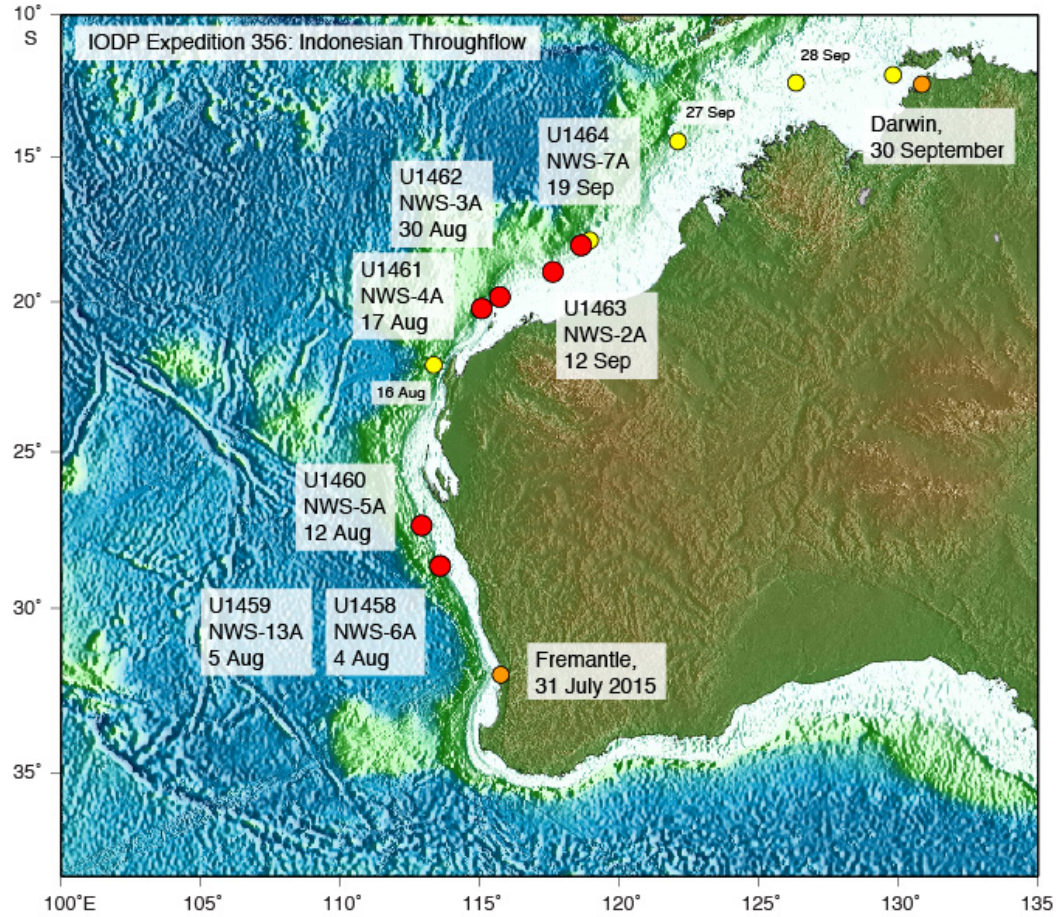 10°
S
IODP Expedition 356: Indonesian Throughflow
28 Sep
27 Sep
Darwin,
30 September
15°
U1464
NWS-7A
19 Sep
U1462
NWS-3A
30 Aug
U1461
NWS-4A
17 Aug
20°
U1463
NWS-2A
12 Sep
16 Aug
25°
U1460
NWS-5A
12 Aug
30°
U1459
NWS-13A
5 Aug
U1458
NWS-6A
4 Aug
Fremantle,
31 July 2015
35°
100°E
105°
110°
115°
120°
125°
130°
135°